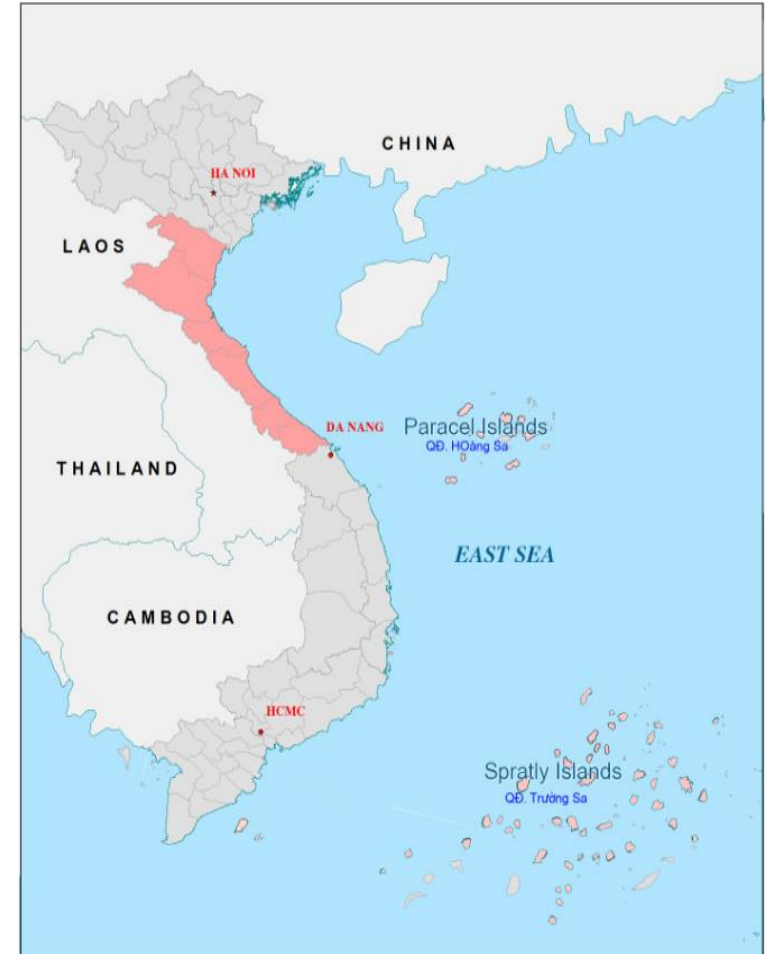 CHINA
HA NOI
LAOS
DA NANG
Paracel Islands
QĐ. HOàng Sa
THAILAND
EAST SEA
CAMBODIA
HCMC
Spratly Islands
QĐ. Trường Sa